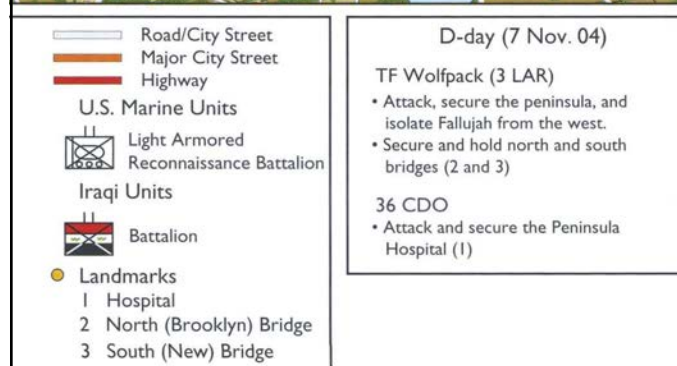 Road/City Street
Major City Street
Highway
U.S. Marine Units
Light Armored
Reconnaissance Battalion
Iraqi Units
Battalion
Landmarks
1 Hospital
2 North (Brooklyn) Bridge
3 South (New) Bridge
D-day (7 Nov. 04)
TF Wolfpack (3 LAR)
• Attack, secure the peninsula, and
isolate Fallujah from the west.
• Secure and hold north and south
bridges (2 and 3)
36 CDO
• Attack and secure the Peninsula
Hospital (1)